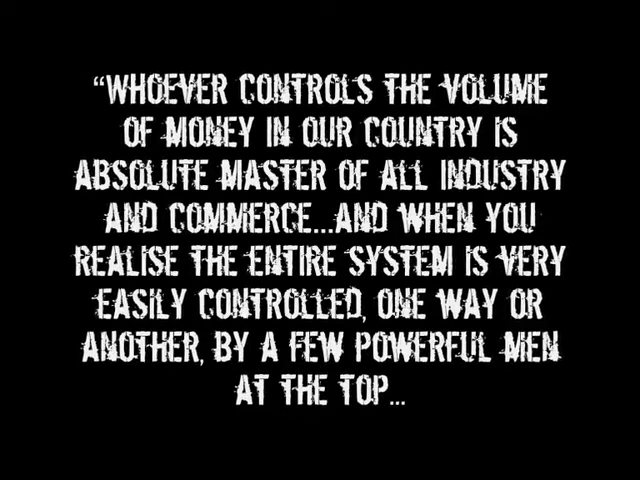 “WHOEVER CONTROLS THE VOLUME
OF MONEY IN OUR COUNTRY IS
ABSOLUTE MASTER OF ALL INDUSTRY
AND COMMERCE...AND WHEN YOU
REALISE THE ENTIRE SYSTEM IS VERY
EASILY CONTROLLED, ONE WAY OR
ANOTHER, BY A FEW POWERFUL MEN
AT THE TOP...